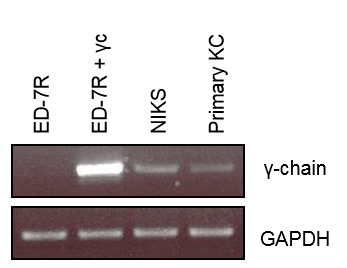 ED-7R
ED-7R + γc
NIKS
Primary KC
γ-chain
GAPDH